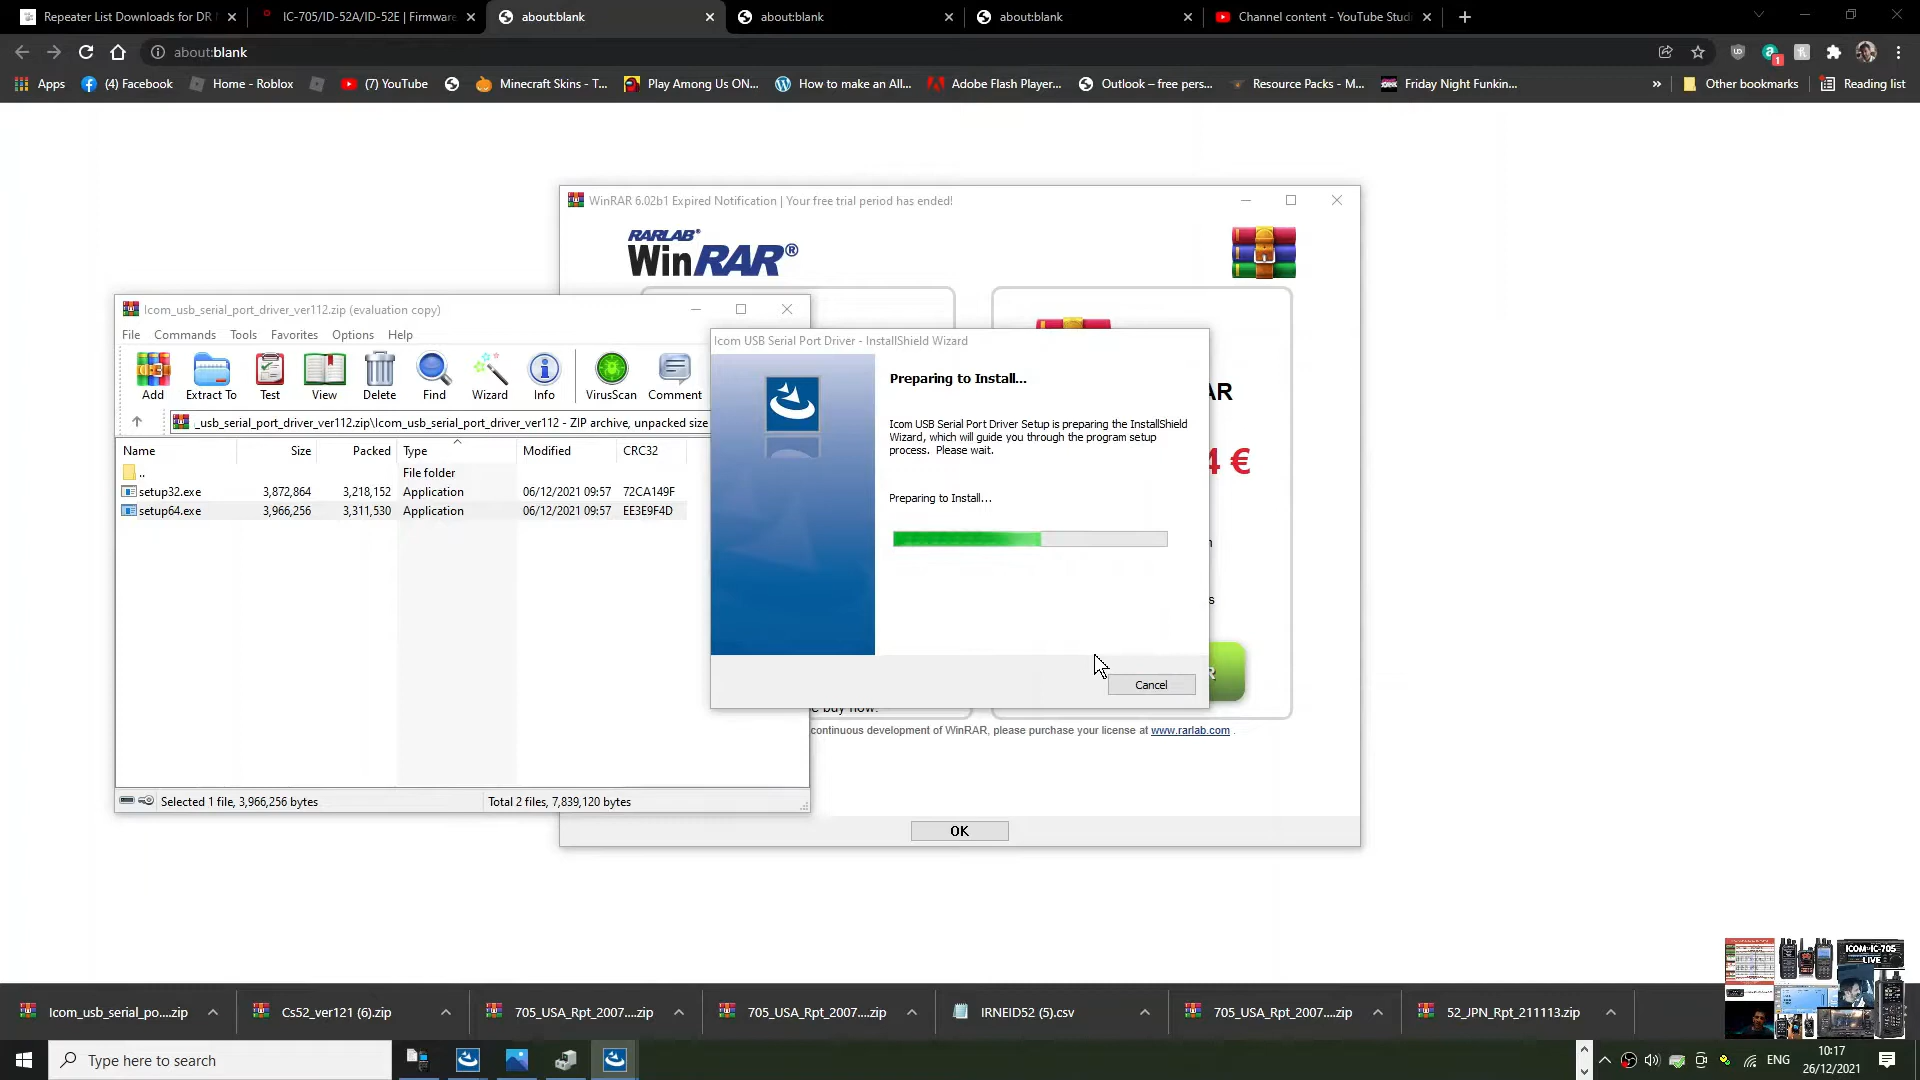 Repeater List Downloads for DR
IC-705/ID-52A/ID-52E | Firmware
about:blank
about:blank
about:blank
Channel content - YouTube Studi
about:blank
Apps
(4) Facebook
Home - Roblox
(7) YouTube
Minecraft Skins - T...
Play Among Us ON...
How to make an All...
Adobe Flash Player...
Outlook – free pers...
Resource Packs - M...
Friday Night Funkin...
»
Other bookmarks
Reading list
WinRAR 6.02b1 Expired Notification | Your free trial period has ended!
RARLAB®
WinRAR®
AR
4 €
continuous development of WinRAR, please purchase your license at www.rarlab.com .
OK
Icom_usb_serial_port_driver_ver112.zip (evaluation copy)
File Commands Tools Favorites Options Help
Add Extract To Test View Delete Find Wizard Info VirusScan Comment
_usb_serial_port_driver_ver112.zip\Icom_usb_serial_port_driver_ver112 - ZIP archive, unpacked size
Name Size Packed Type Modified CRC32
.. File folder
setup32.exe 3,872,864 3,218,152 Application 06/12/2021 09:57 72CA149F
setup64.exe 3,966,256 3,311,530 Application 06/12/2021 09:57 EE3E9F4D
Selected 1 file, 3,966,256 bytes
Total 2 files, 7,839,120 bytes
Icom USB Serial Port Driver - InstallShield Wizard
Preparing to Install...
Icom USB Serial Port Driver Setup is preparing the InstallShield
Wizard, which will guide you through the program setup
process. Please wait.
Preparing to Install...
Cancel
buy now.
ICOM IC-705
LIVE
Icom_usb_serial_po....zip
Cs52_ver121 (6).zip
705_USA_Rpt_2007....zip
705_USA_Rpt_2007....zip
IRNEID52 (5).csv
705_USA_Rpt_2007....zip
52_JPN_Rpt_211113.zip
Type here to search
ENG
10:17
26/12/2021